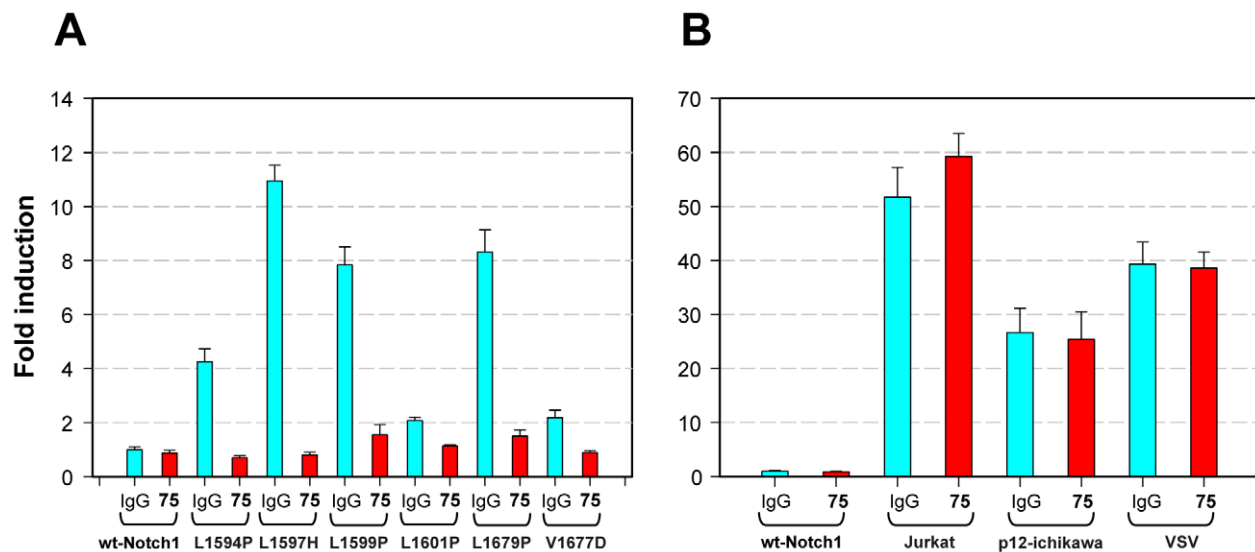 A
B
Fold induction
14
12
10
8
6
4
2
0
IgG 75 IgG 75 IgG 75 IgG 75 IgG 75 IgG 75 IgG 75
wt-Notch1 L1594P L1597H L1599P L1601P L1679P V1677D
70
60
50
40
30
20
10
0
IgG 75 IgG 75 IgG 75 IgG 75
wt-Notch1 Jurkat p12-ichikawa VSV